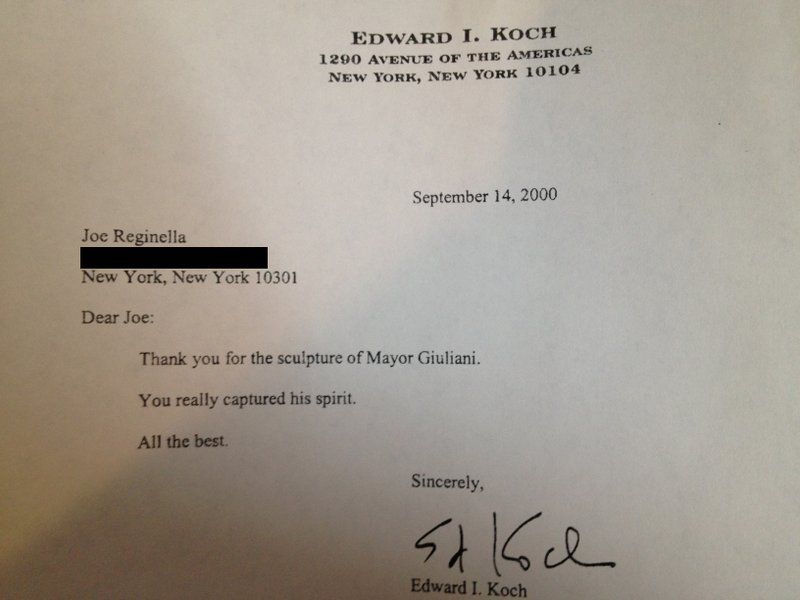 EDWARD I. KOCH
1290 AVENUE OF THE AMERICAS
NEW YORK, NEW YORK 10104
September 14, 2000
Joe Reginella
New York, New York 10301
Dear Joe:
Thank you for the sculpture of Mayor Giuliani.
You really captured his spirit.
All the best.
Sincerely,
Ed Koch
Edward I. Koch